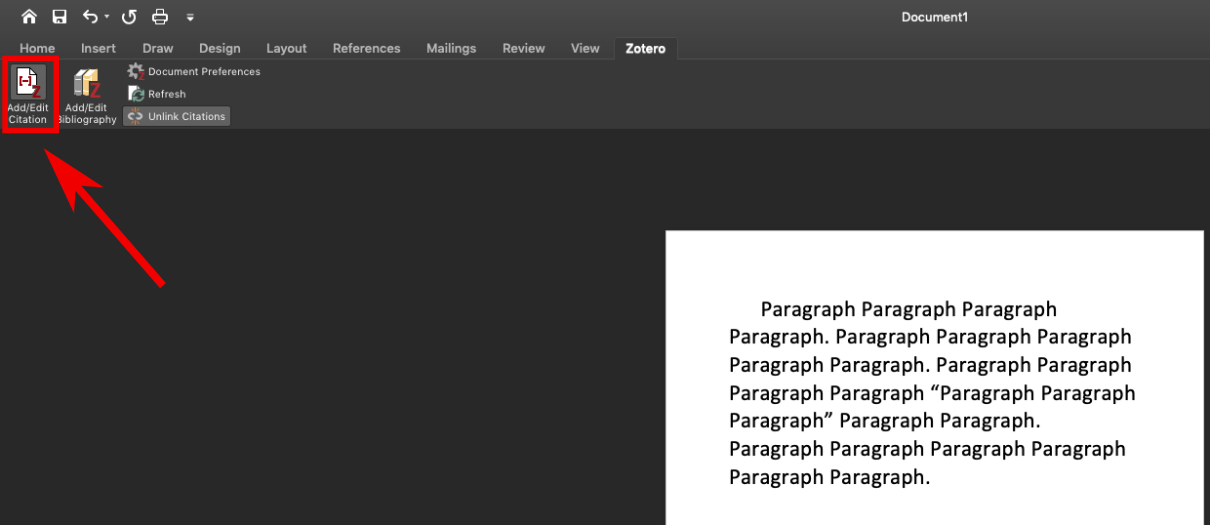 Document1
Home Insert Draw Design Layout References Mailings Review View Zotero
Document Preferences
Refresh
Unlink Citations
Add/Edit
Citation
Add/Edit
Bibliography
Paragraph Paragraph Paragraph
Paragraph. Paragraph Paragraph Paragraph
Paragraph Paragraph. Paragraph Paragraph
Paragraph Paragraph “Paragraph Paragraph
Paragraph” Paragraph Paragraph.
Paragraph Paragraph Paragraph Paragraph
Paragraph Paragraph.